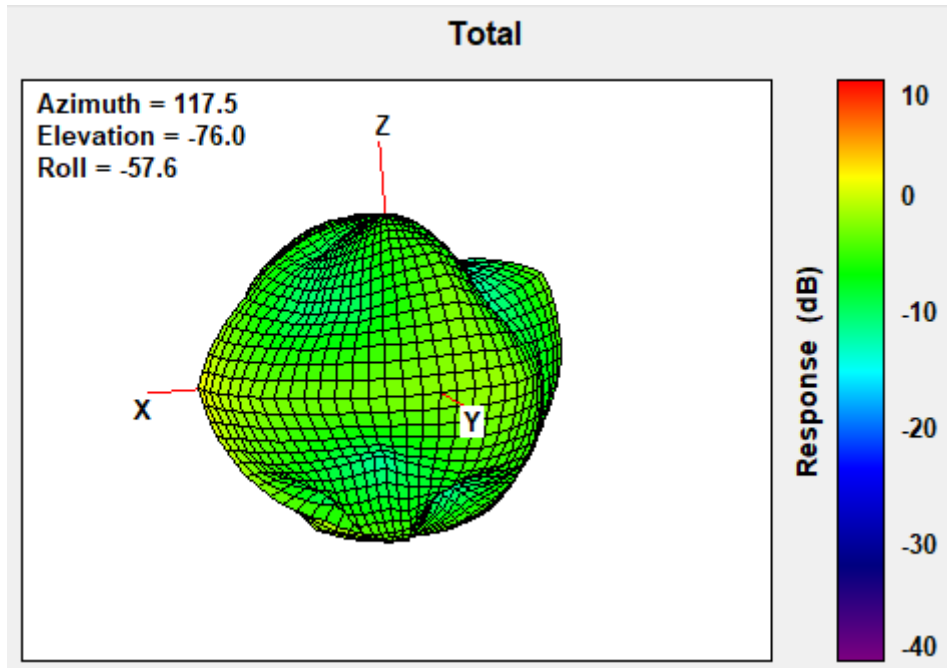 Total
Azimuth = 117.5
Elevation = -76.0
Roll = -57.6
Z
X
Y
10
0
-10
-20
-30
-40
Response (dB)